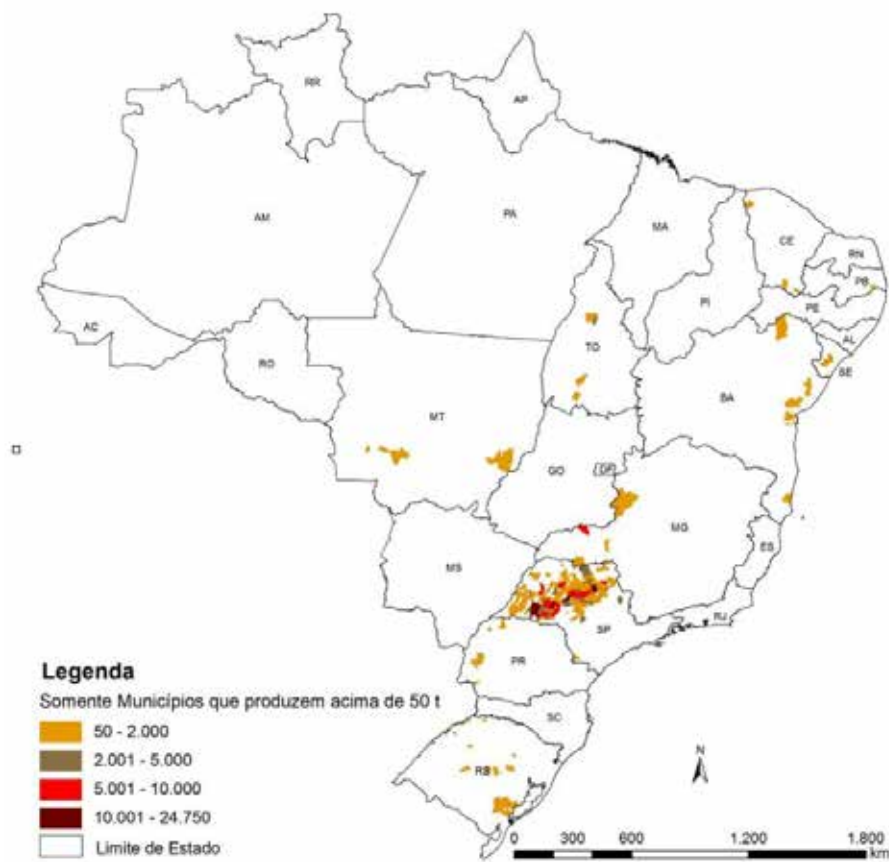 RR
AP
AM
PA
MA
CE
RN
PB
PI
PE
AC
AL
TO
SE
RO
BA
MT
GO
DF
MG
ES
MS
SP
RJ
PR
SC
RS
Legenda
Somente Municípios que produzem acima de 50 t
50 - 2.000
2.001 - 5.000
5.001 - 10.000
10.001 - 24.750
Limite de Estado
N
0 300 600 1.200 1.800
km